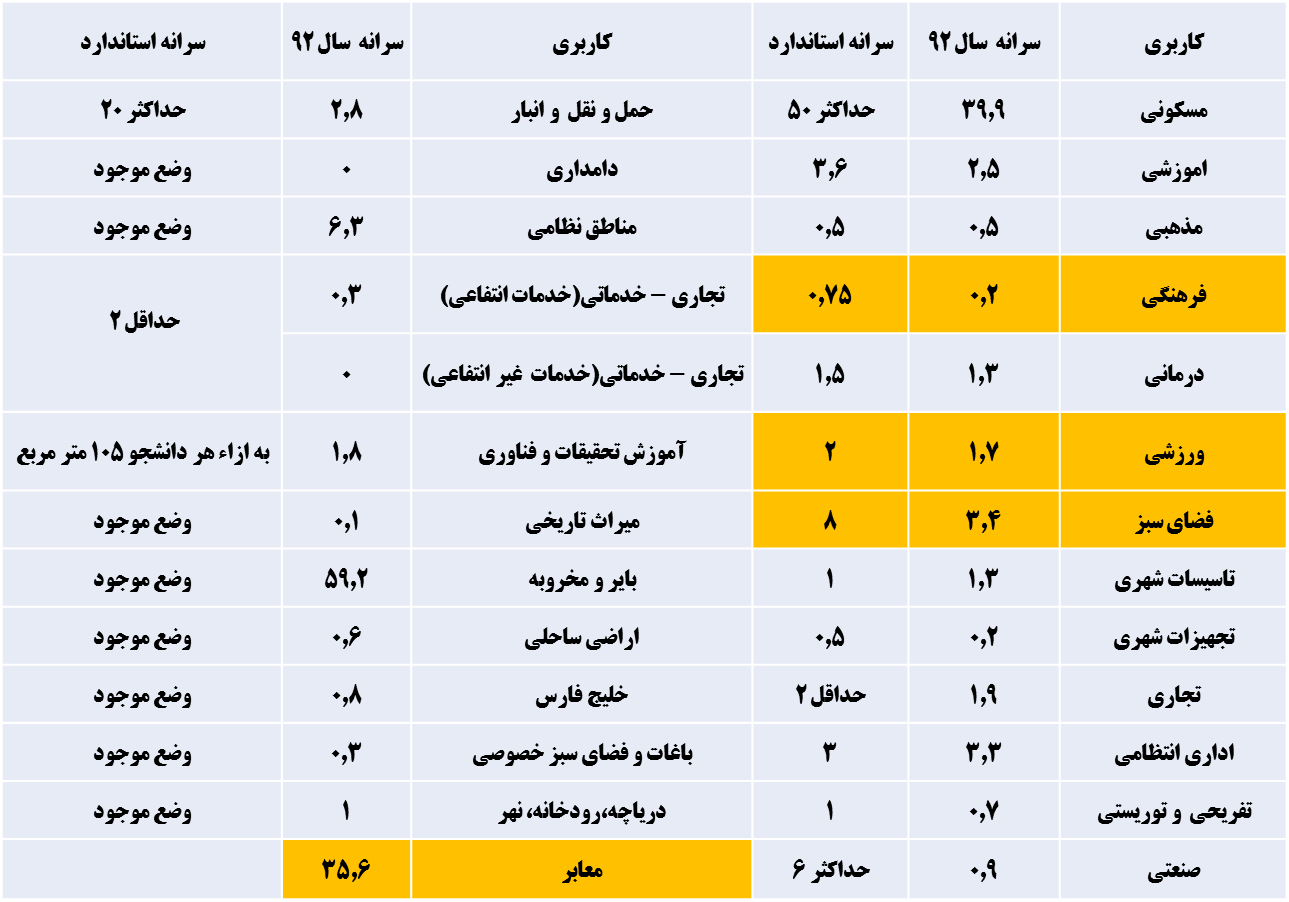 کاربری سرانه سال ۹۲ سرانه استاندارد کاربری سرانه سال ۹۲ سرانه استاندارد
مسکونی ۳۹,۹ حداکثر ۵۰ حمل و نقل و انبار ۲,۸ حداکثر ۲۰
اموزشی ۲,۵ ۳,۶ دامداری ۰ وضع موجود
مذهبی ۰,۵ ۰,۵ مناطق نظامی ۶,۳ وضع موجود
فرهنگی ۰,۲ ۰,۷۵ تجاری – خدماتی(خدمات انتفاعی) ۰,۳ حداقل ۲
درمانی ۱,۳ ۱,۵ تجاری – خدماتی(خدمات غیر انتفاعی) ۰
ورزشی ۱,۷ ۲ آموزش تحقیقات و فناوری ۱,۸ به ازاء هر دانشجو ۱۰۵ متر مربع
فضای سبز ۳,۴ ۸ میراث تاریخی ۰,۱ وضع موجود
تاسیسات شهری ۱,۳ ۱ بایر و مخروبه ۵۹,۲ وضع موجود
تجهیزات شهری ۰,۲ ۰,۵ اراضی ساحلی ۰,۶ وضع موجود
تجاری ۱,۹ حداقل ۲ خلیج فارس ۰,۸ وضع موجود
اداری انتظامی ۳,۳ ۳ باغات و فضای سبز خصوصی ۰,۳ وضع موجود
تفریحی و توریستی ۰,۷ ۱ دریاچه،رودخانه، نهر ۱ وضع موجود
صنعتی ۰,۹ حداکثر ۶ معابر ۳۵,۶